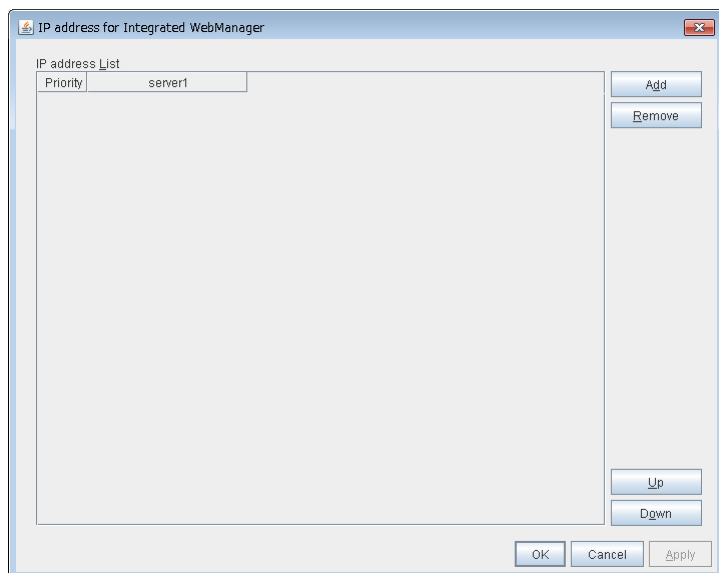 IP address for Integrated WebManager
IP address List
Priority server1
Add
Remove
Up
Down
OK Cancel Apply